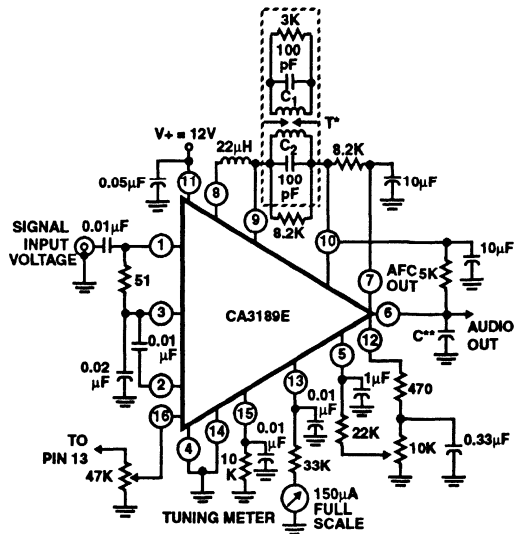 3K
100
pF
C1
T*
V+ = 12V
22µH
C2
100
pF
8.2K
8.2K
0.05µF
10µF
11
8
9
SIGNAL
INPUT
VOLTAGE
0.01µF
1
51
10
7
AFC
OUT
5K
10µF
3
CA3189E
6
AUDIO
OUT
C**
12
0.01
µF
0.02
µF
2
5
16
13
1µF
470
TO
PIN 13
47K
4
14
15
0.01
µF
10
K
0.01
µF
33K
22K
10K
0.33µF
TUNING METER
150µA
FULL
SCALE